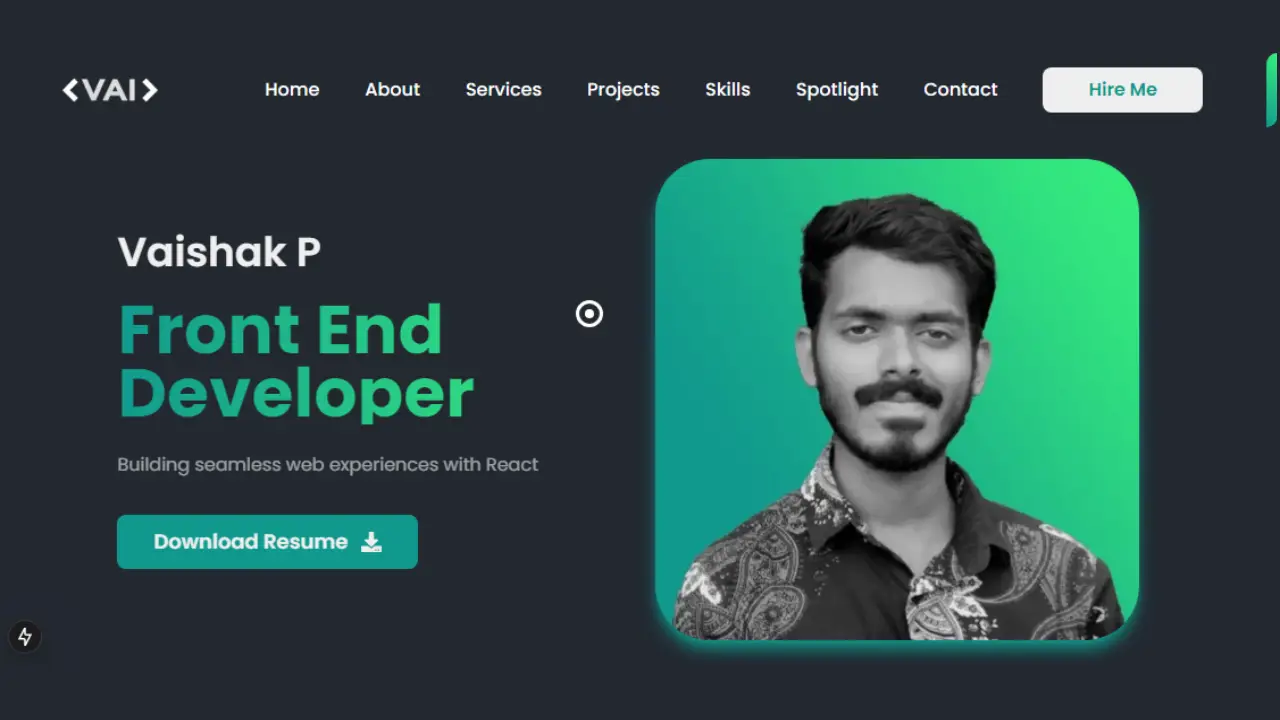 <VAI>
Home About Services Projects Skills Spotlight Contact Hire Me
Vaishak P
Front End
Developer
Building seamless web experiences with React
Download Resume